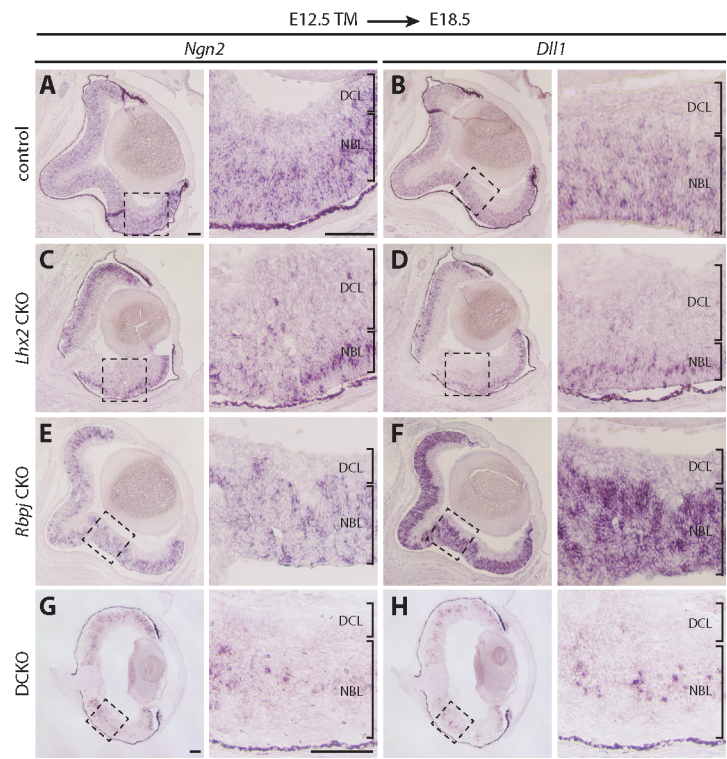 E12.5 TM → E18.5
Ngn2 Dll1
control
A DCL NBL B DCL NBL
Lhx2 CKO
C DCL NBL D DCL NBL
Rbpj CKO
E DCL NBL F DCL NBL
DCKO
G DCL NBL H DCL NBL